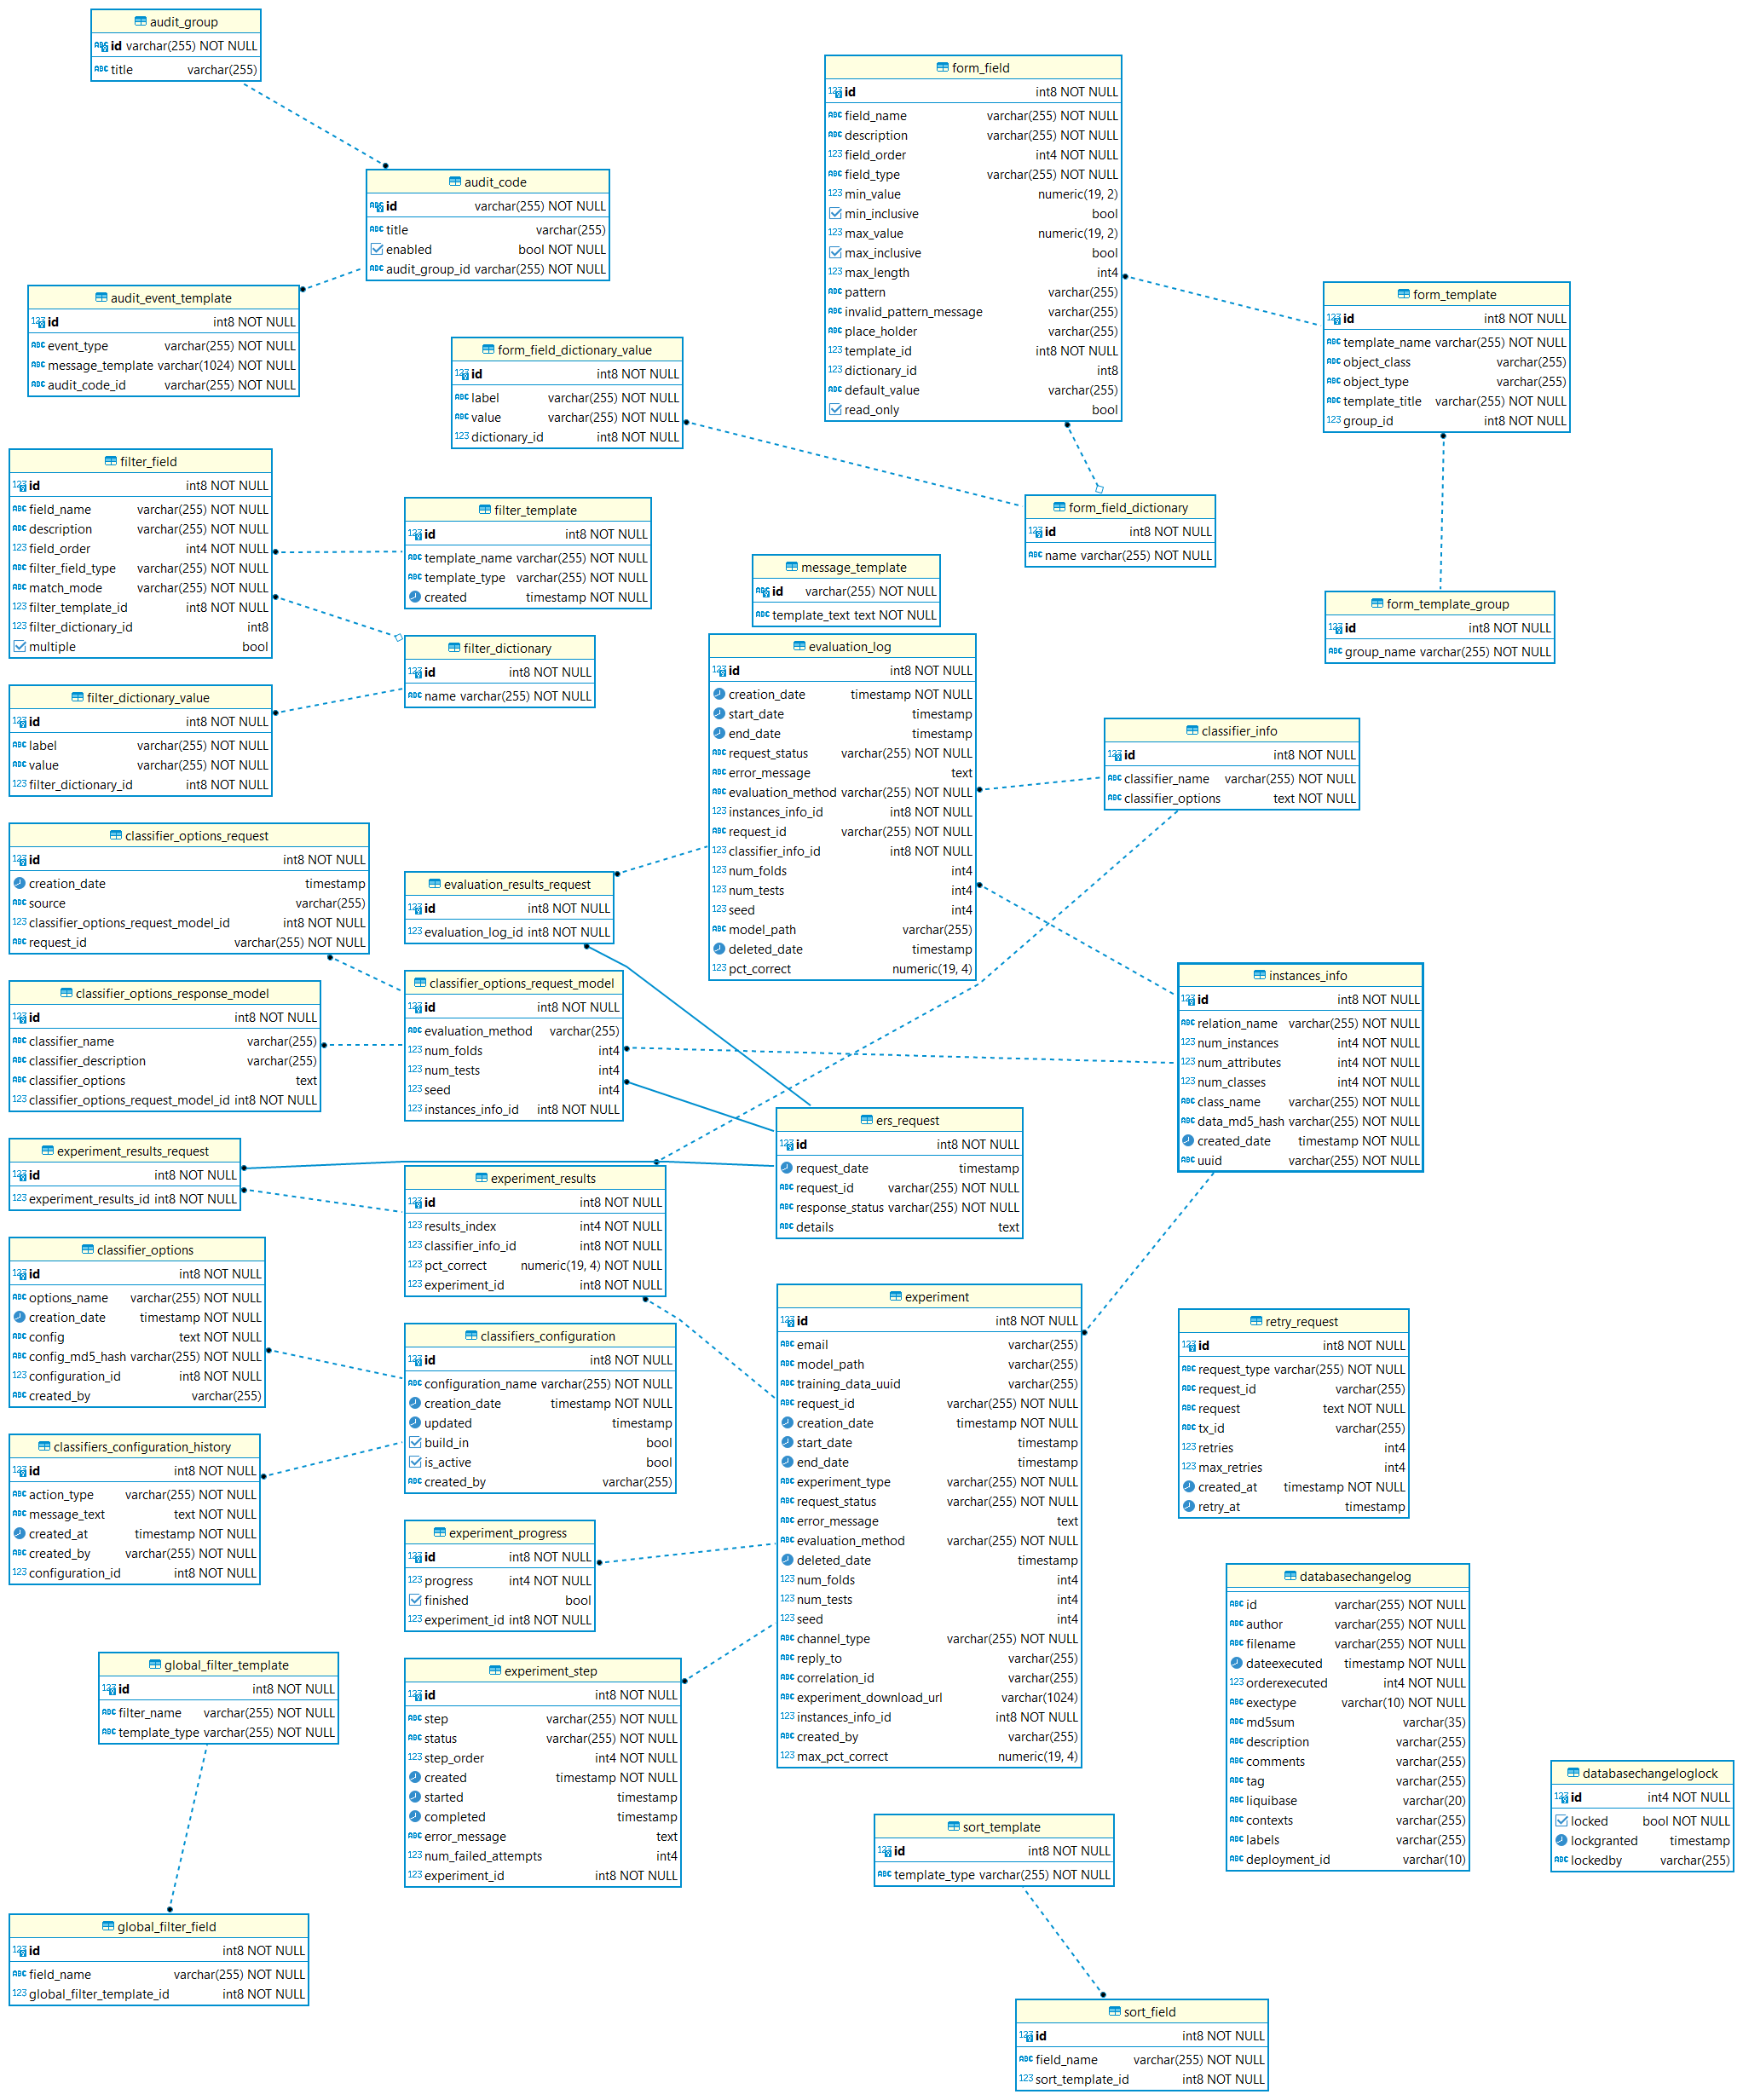 audit_group
id varchar(255) NOT NULL
title varchar(255)
audit_code
id varchar(255) NOT NULL
title varchar(255)
enabled bool NOT NULL
audit_group_id varchar(255) NOT NULL
audit_event_template
id int8 NOT NULL
event_type varchar(255) NOT NULL
message_template varchar(1024) NOT NULL
audit_code_id varchar(255) NOT NULL
form_field
id int8 NOT NULL
field_name varchar(255) NOT NULL
description varchar(255) NOT NULL
field_order int4 NOT NULL
field_type varchar(255) NOT NULL
min_value numeric(19, 2)
min_inclusive bool
max_value numeric(19, 2)
max_inclusive bool
max_length int4
pattern varchar(255)
invalid_pattern_message varchar(255)
place_holder varchar(255)
template_id int8 NOT NULL
dictionary_id int8
default_value varchar(255)
read_only bool
form_template
id int8 NOT NULL
template_name varchar(255) NOT NULL
object_class varchar(255)
object_type varchar(255)
template_title varchar(255) NOT NULL
group_id int8 NOT NULL
form_field_dictionary_value
id int8 NOT NULL
label varchar(255) NOT NULL
value varchar(255) NOT NULL
dictionary_id int8 NOT NULL
filter_field
id int8 NOT NULL
field_name varchar(255) NOT NULL
description varchar(255) NOT NULL
field_order int4 NOT NULL
filter_field_type varchar(255) NOT NULL
match_mode varchar(255) NOT NULL
filter_template_id int8 NOT NULL
filter_dictionary_id int8
multiple bool
filter_template
id int8 NOT NULL
template_name varchar(255) NOT NULL
template_type varchar(255) NOT NULL
created timestamp NOT NULL
form_field_dictionary
id int8 NOT NULL
name varchar(255) NOT NULL
message_template
id varchar(255) NOT NULL
template_text text NOT NULL
form_template_group
id int8 NOT NULL
group_name varchar(255) NOT NULL
filter_dictionary
id int8 NOT NULL
name varchar(255) NOT NULL
filter_dictionary_value
id int8 NOT NULL
label varchar(255) NOT NULL
value varchar(255) NOT NULL
filter_dictionary_id int8 NOT NULL
evaluation_log
id int8 NOT NULL
creation_date timestamp NOT NULL
start_date timestamp
end_date timestamp
request_status varchar(255) NOT NULL
error_message text
evaluation_method varchar(255) NOT NULL
instances_info_id int8 NOT NULL
request_id varchar(255) NOT NULL
classifier_info_id int8 NOT NULL
num_folds int4
num_tests int4
seed int4
model_path varchar(255)
deleted_date timestamp
pct_correct numeric(19, 4)
classifier_info
id int8 NOT NULL
classifier_name varchar(255) NOT NULL
classifier_options text NOT NULL
classifier_options_request
id int8 NOT NULL
creation_date timestamp
source varchar(255)
classifier_options_request_model_id int8 NOT NULL
request_id varchar(255) NOT NULL
evaluation_results_request
id int8 NOT NULL
evaluation_log_id int8 NOT NULL
classifier_options_response_model
id int8 NOT NULL
classifier_name varchar(255)
classifier_description varchar(255)
classifier_options text
classifier_options_request_model_id int8 NOT NULL
classifier_options_request_model
id int8 NOT NULL
evaluation_method varchar(255)
num_folds int4
num_tests int4
seed int4
instances_info_id int8 NOT NULL
instances_info
id int8 NOT NULL
relation_name varchar(255) NOT NULL
num_instances int4 NOT NULL
num_attributes int4 NOT NULL
num_classes int4 NOT NULL
class_name varchar(255) NOT NULL
data_md5_hash varchar(255) NOT NULL
created_date timestamp NOT NULL
uuid varchar(255) NOT NULL
ers_request
id int8 NOT NULL
request_date timestamp
request_id varchar(255) NOT NULL
response_status varchar(255) NOT NULL
details text
experiment_results_request
id int8 NOT NULL
experiment_results_id int8 NOT NULL
experiment_results
id int8 NOT NULL
results_index int4 NOT NULL
classifier_info_id int8 NOT NULL
pct_correct numeric(19, 4) NOT NULL
experiment_id int8 NOT NULL
classifier_options
id int8 NOT NULL
options_name varchar(255) NOT NULL
creation_date timestamp NOT NULL
config text NOT NULL
config_md5_hash varchar(255) NOT NULL
configuration_id int8 NOT NULL
created_by varchar(255)
classifiers_configuration
id int8 NOT NULL
configuration_name varchar(255) NOT NULL
creation_date timestamp NOT NULL
updated timestamp
build_in bool
is_active bool
created_by varchar(255)
experiment
id int8 NOT NULL
email varchar(255)
model_path varchar(255)
training_data_uuid varchar(255)
request_id varchar(255) NOT NULL
creation_date timestamp NOT NULL
start_date timestamp
end_date timestamp
experiment_type varchar(255) NOT NULL
request_status varchar(255) NOT NULL
error_message text
evaluation_method varchar(255) NOT NULL
deleted_date timestamp
num_folds int4
num_tests int4
seed int4
channel_type varchar(255) NOT NULL
reply_to varchar(255)
correlation_id varchar(255)
experiment_download_url varchar(1024)
instances_info_id int8 NOT NULL
created_by varchar(255)
max_pct_correct numeric(19, 4)
retry_request
id int8 NOT NULL
request_type varchar(255) NOT NULL
request_id varchar(255)
request text NOT NULL
tx_id varchar(255)
retries int4
max_retries int4
created_at timestamp NOT NULL
retry_at timestamp
classifiers_configuration_history
id int8 NOT NULL
action_type varchar(255) NOT NULL
message_text text NOT NULL
created_at timestamp NOT NULL
created_by varchar(255) NOT NULL
configuration_id int8 NOT NULL
experiment_progress
id int8 NOT NULL
progress int4 NOT NULL
finished bool
experiment_id int8 NOT NULL
databasechangelog
id varchar(255) NOT NULL
author varchar(255) NOT NULL
filename varchar(255) NOT NULL
dateexecuted timestamp NOT NULL
orderexecuted int4 NOT NULL
exectype varchar(10) NOT NULL
md5sum varchar(35)
description varchar(255)
comments varchar(255)
tag varchar(255)
liquibase varchar(20)
contexts varchar(255)
labels varchar(255)
deployment_id varchar(10)
global_filter_template
id int8 NOT NULL
filter_name varchar(255) NOT NULL
template_type varchar(255) NOT NULL
experiment_step
id int8 NOT NULL
step varchar(255) NOT NULL
status varchar(255) NOT NULL
step_order int4 NOT NULL
created timestamp NOT NULL
started timestamp
completed timestamp
error_message text
num_failed_attempts int4
experiment_id int8 NOT NULL
databasechangeloglock
id int4 NOT NULL
locked bool NOT NULL
lockgranted timestamp
lockedby varchar(255)
sort_template
id int8 NOT NULL
template_type varchar(255) NOT NULL
global_filter_field
id int8 NOT NULL
field_name varchar(255) NOT NULL
global_filter_template_id int8 NOT NULL
sort_field
id int8 NOT NULL
field_name varchar(255) NOT NULL
sort_template_id int8 NOT NULL